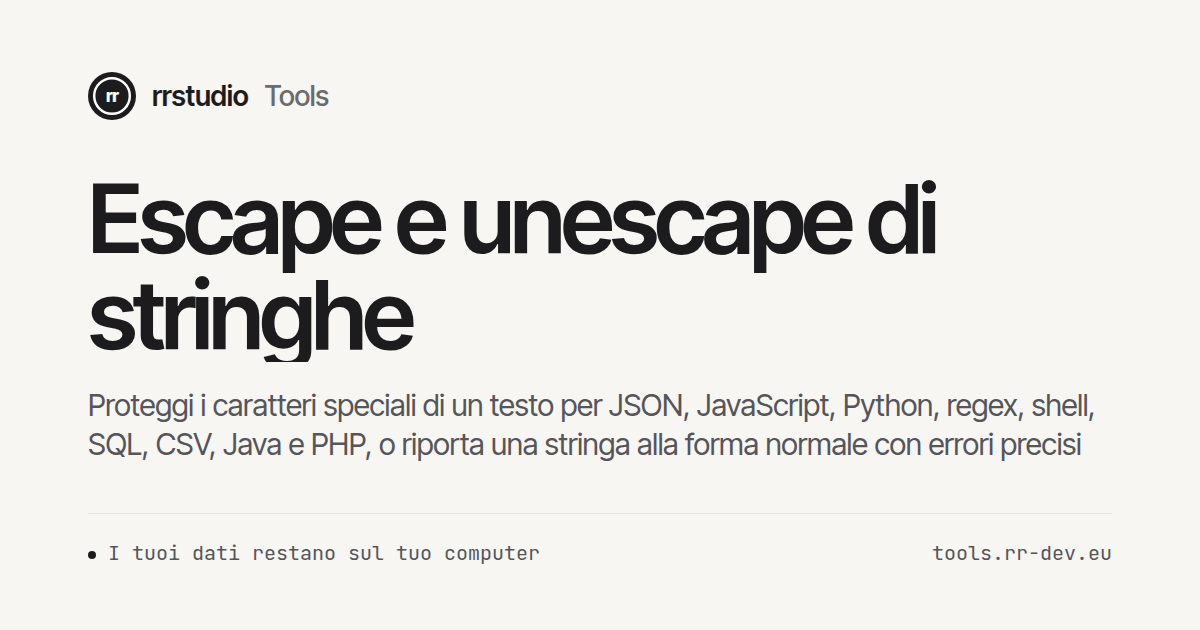 rr rrstudio Tools
Escape e unescape di
stringhe
Proteggi i caratteri speciali di un testo per JSON, JavaScript, Python, regex, shell,
SQL, CSV, Java e PHP, o riporta una stringa alla forma normale con errori precisi
I tuoi dati restano sul tuo computer
tools.rr-dev.eu